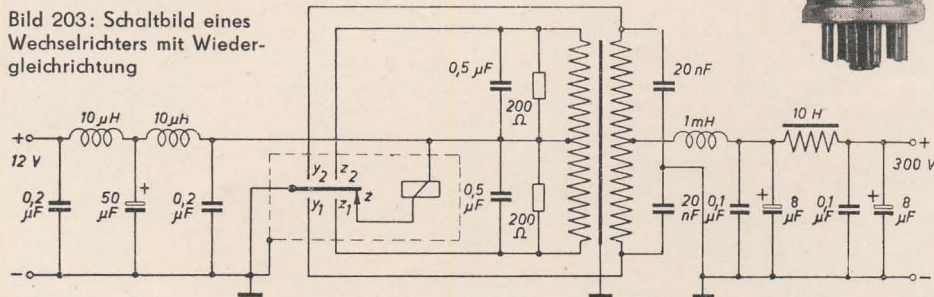 Bild 203: Schaltbild eines
Wechselrichters mit Wieder-
gleichrichtung
10 µH
10 µH
+
12 V
0,2
µF
50
µF
+
0,2
µF
−
y₂
z₂
z
y₁
z₁
0,5 µF
200
Ω
0,5
µF
200
Ω
20 nF
20
nF
1 mH
0,1
µF
+
8
µF
10 H
0,1
µF
+
8
µF
+
300 V
−